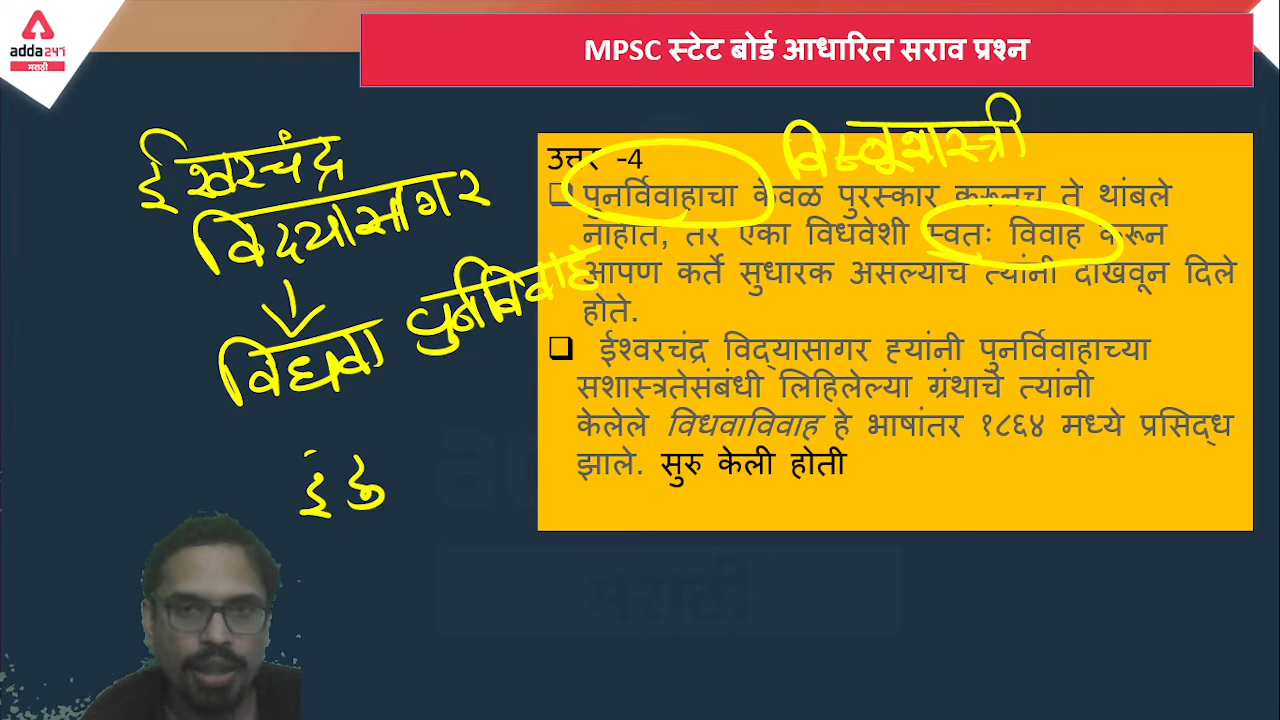 adda247
मराठी
MPSC स्टेट बोर्ड आधारित सराव प्रश्न
ईश्वरचंद्र
विद्यासागर
विधवा पुर्नविवाह
इंदु
विष्णूशास्त्री
उत्तर -4
पुनर्विवाहाचा केवळ पुरस्कार करूनच ते थांबले
नाहीत, तर एका विधवेशी स्वतः विवाह करून
आपण कर्ते सुधारक असल्याचे त्यांनी दाखवून दिले
होते.
ईश्वरचंद्र विद्यासागर ह्यांनी पुनर्विवाहाच्या
सशास्त्रतेसंबंधी लिहिलेल्या ग्रंथाचे त्यांनी
केलेले विधवाविवाह हे भाषांतर १८६४ मध्ये प्रसिद्ध
झाले. सुरु केली होती
मराठी